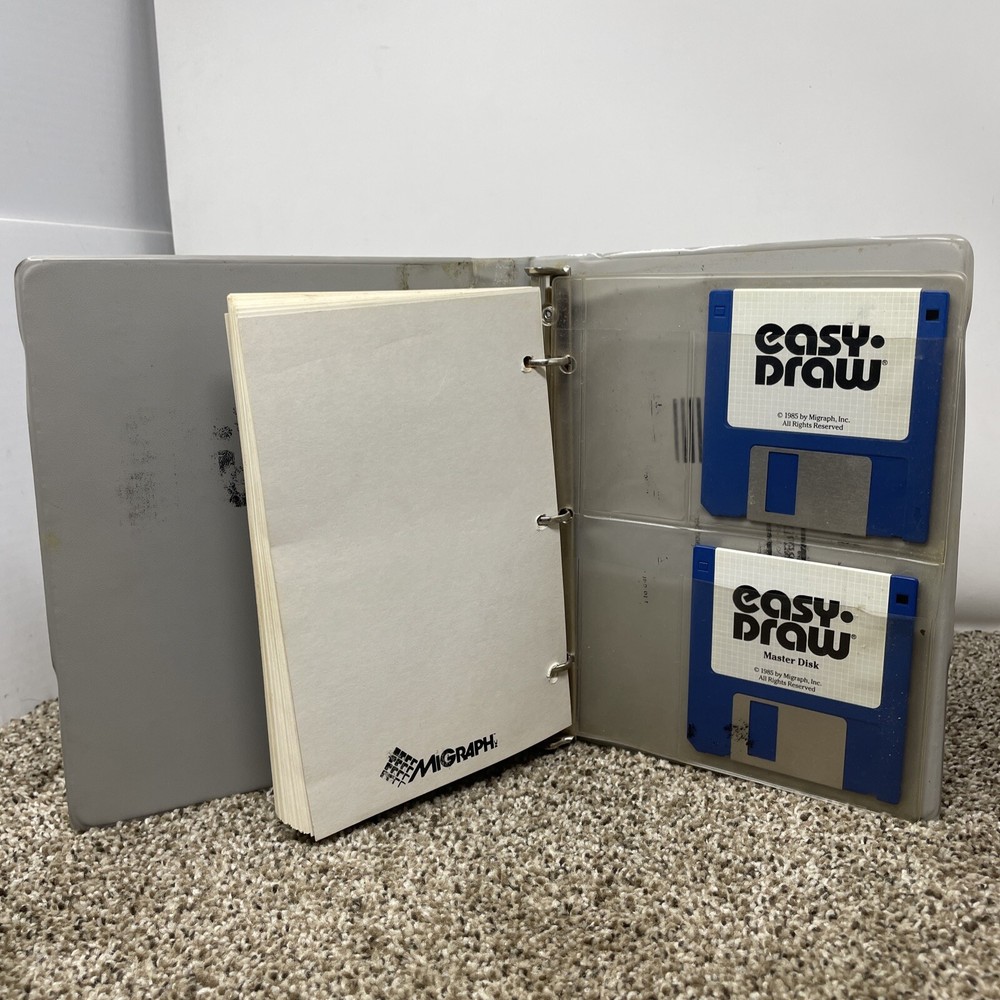 MiGRAPH
easy·
Draw®
© 1985 by Migraph, Inc.
All Rights Reserved
easy·
Draw®
Master Disk
© 1985 by Migraph, Inc.
All Rights Reserved